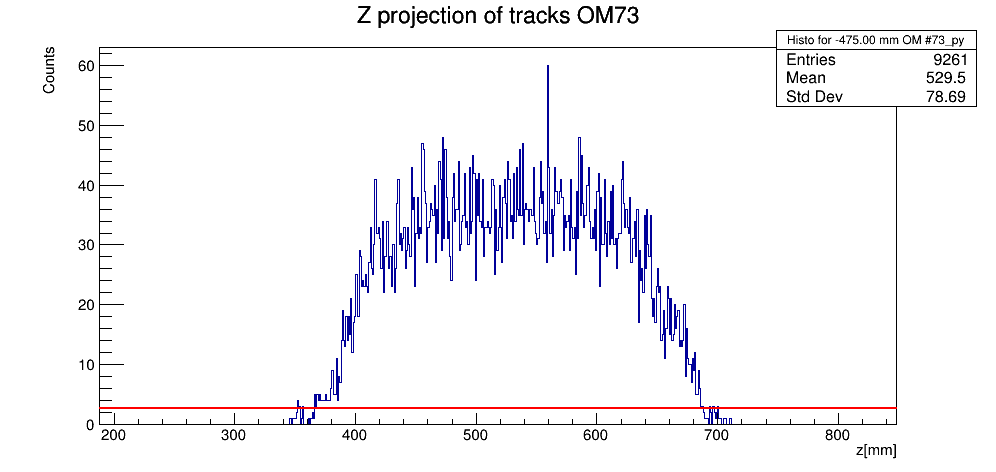 Z projection of tracks OM73
Histo for -475.00 mm OM #73_py
Entries 9261
Mean 529.5
Std Dev 78.69
Counts
60
50
40
30
20
10
0
200 300 400 500 600 700 800
z[mm]